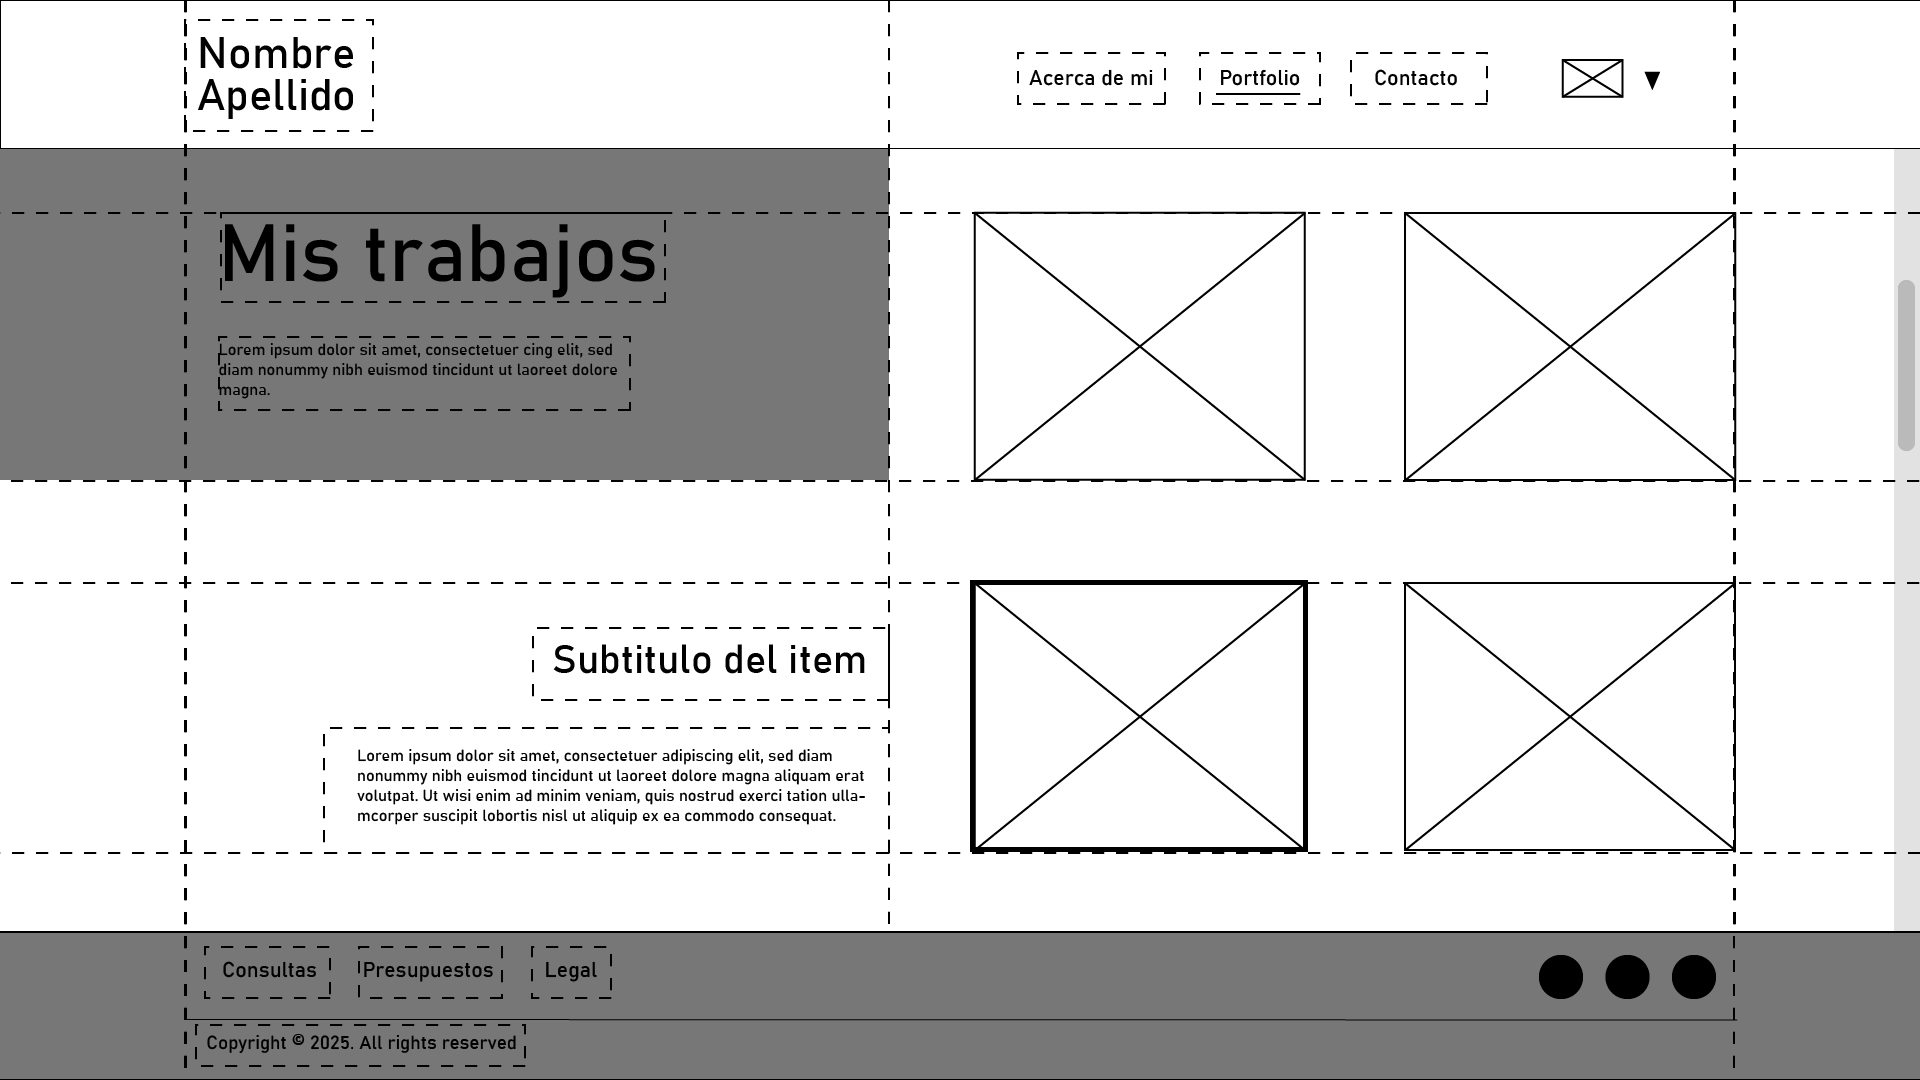 Nombre
Apellido
Acerca de mi
Portfolio
Contacto
▼
Mis trabajos
Lorem ipsum dolor sit amet, consectetuer cing elit, sed
diam nonummy nibh euismod tincidunt ut laoreet dolore
magna.
Subtitulo del item
Lorem ipsum dolor sit amet, consectetuer adipiscing elit, sed diam
nonummy nibh euismod tincidunt ut laoreet dolore magna aliquam erat
volutpat. Ut wisi enim ad minim veniam, quis nostrud exerci tation ulla-
mcorper suscipit lobortis nisl ut aliquip ex ea commodo consequat.
Consultas
Presupuestos
Legal
Copyright © 2025. All rights reserved